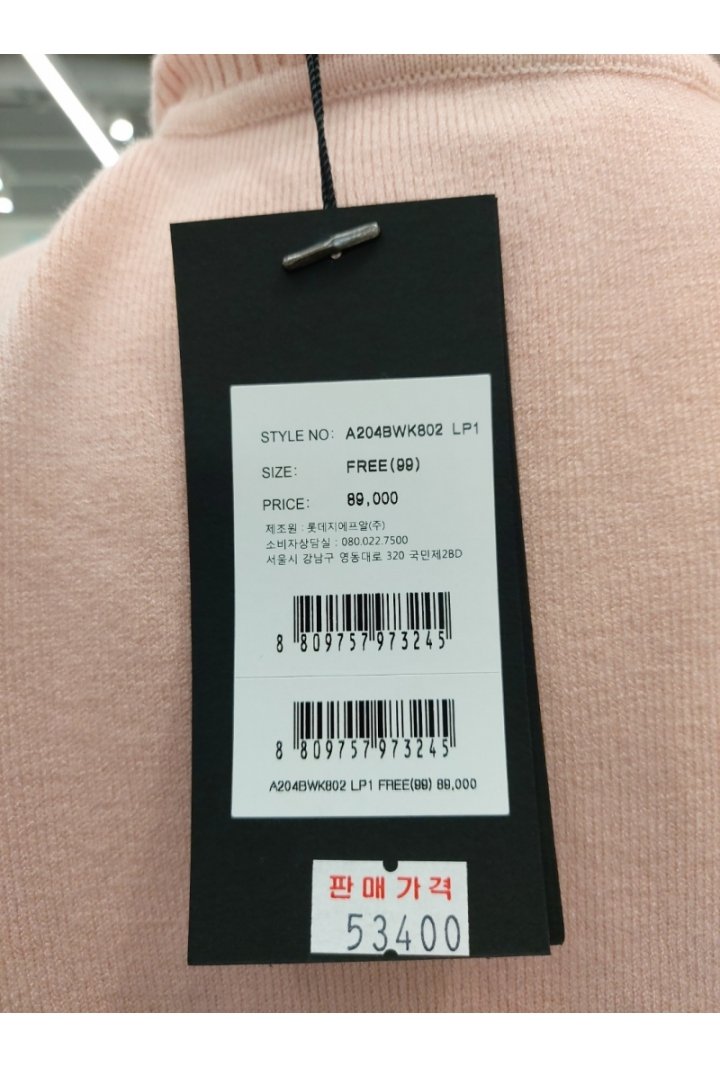 STYLE NO: A204BWK802 LP1
SIZE: FREE(99)
PRICE: 89,000
제조원 : 롯데지에프알(주)
소비자상담실 : 080.022.7500
서울시 강남구 영동대로 320 국민제2BD
8 809757 973245
8 809757 973245
A204BWK802 LP1 FREE(99) 89,000
판매가격
53400